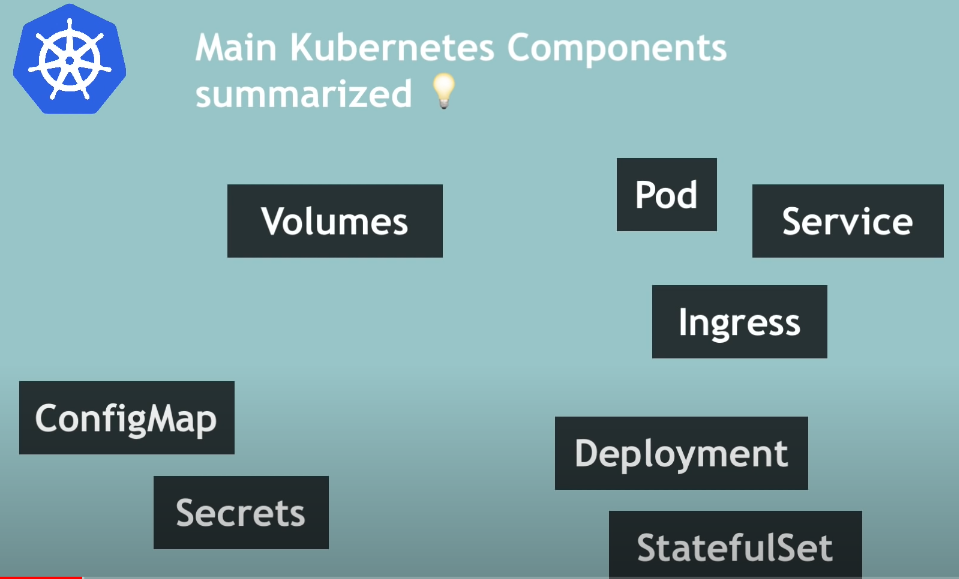 Main Kubernetes Components
summarized
Volumes
Pod
Service
Ingress
ConfigMap
Deployment
Secrets
StatefulSet